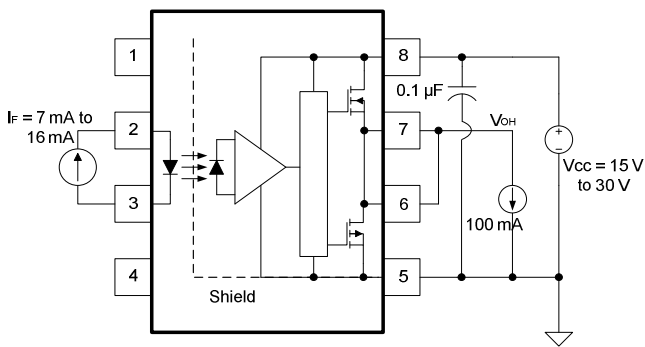 1
8
0.1 µF
IF = 7 mA to
16 mA
2
7
VOH
VCC = 15 V
to 30 V
3
6
100 mA
4
5
Shield